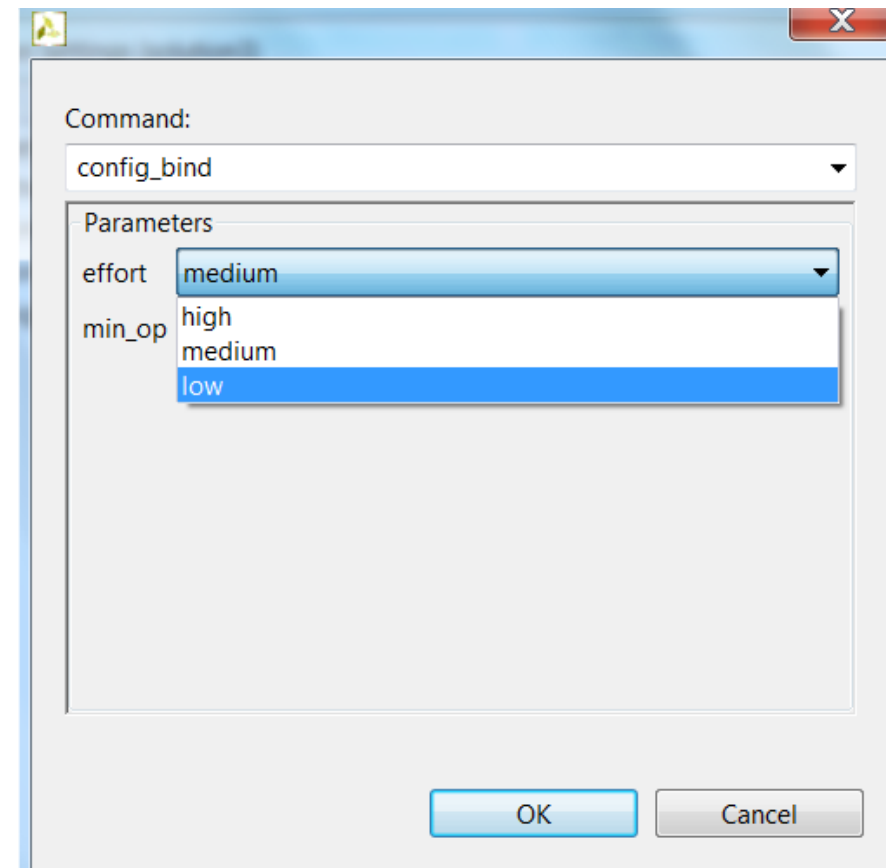 Command:
config_bind
Parameters
effort medium
high
min_op
medium
low
OK Cancel